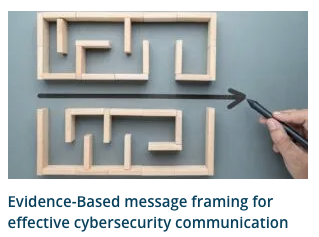 Evidence-Based message framing for
effective cybersecurity communication